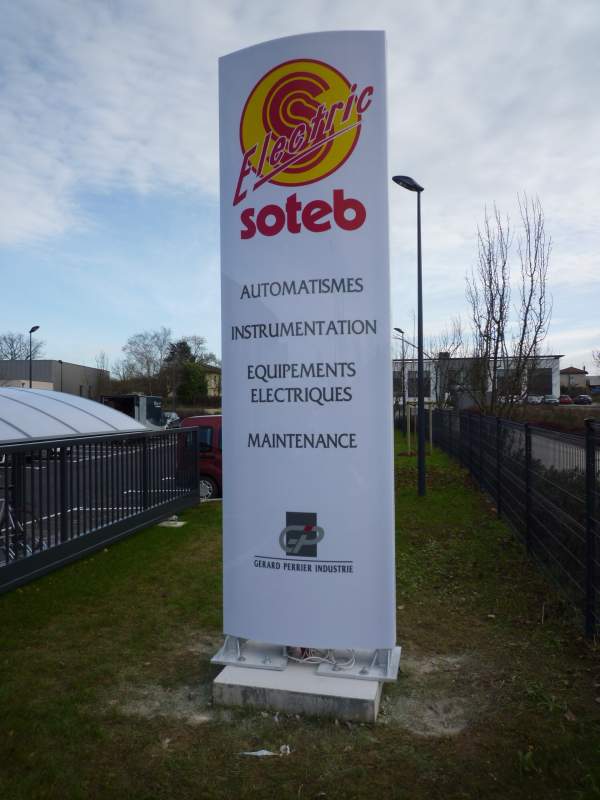 Electric
soteb
AUTOMATISMES
INSTRUMENTATION
EQUIPEMENTS
ELECTRIQUES
MAINTENANCE
GP
GERARD PERRIER INDUSTRIE